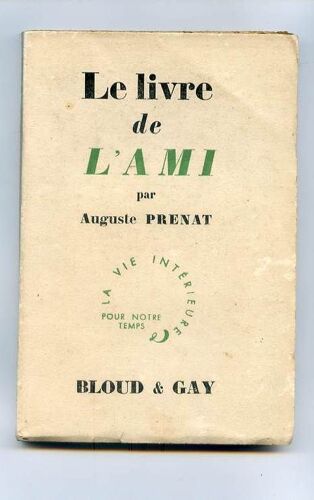 Le livre
de
L'AMI
par
Auguste PRENAT
LA VIE INTÉRIEURE
POUR NOTRE
TEMPS
BLOUD & GAY